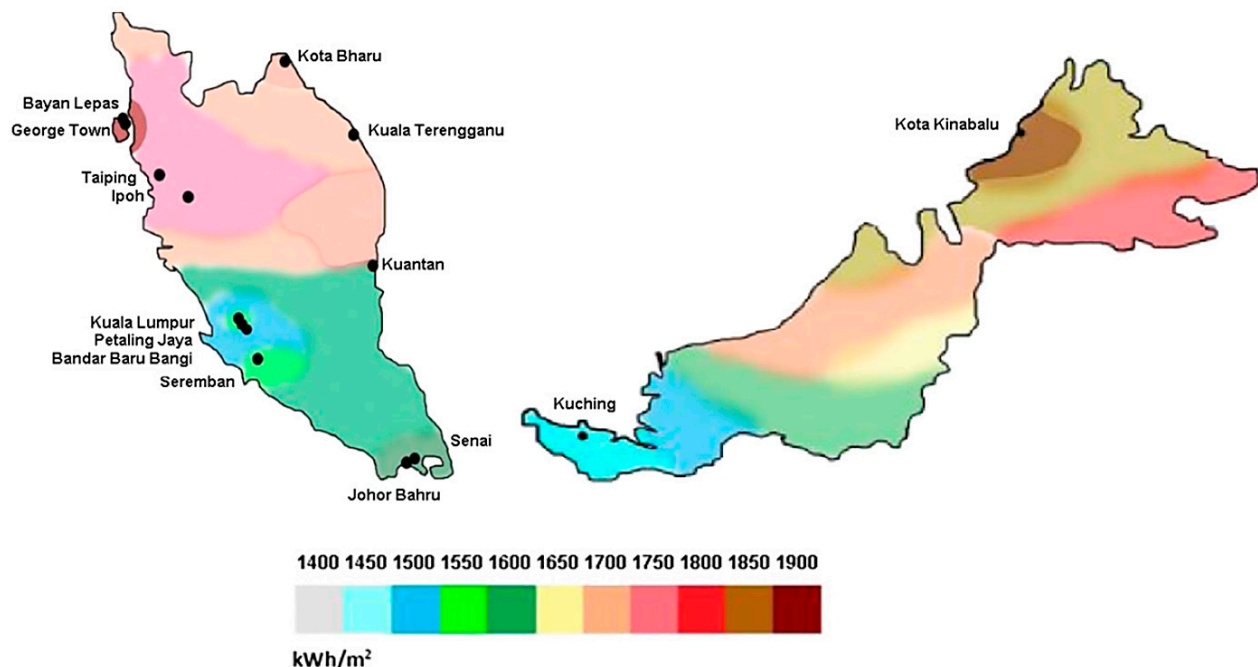 Kota Bharu
Bayan Lepas
George Town
Kuala Terengganu
Kota Kinabalu
Taiping
Ipoh
Kuantan
Kuala Lumpur
Petaling Jaya
Bandar Baru Bangi
Seremban
Kuching
Senai
Johor Bahru
1400 1450 1500 1550 1600 1650 1700 1750 1800 1850 1900
kWh/m²